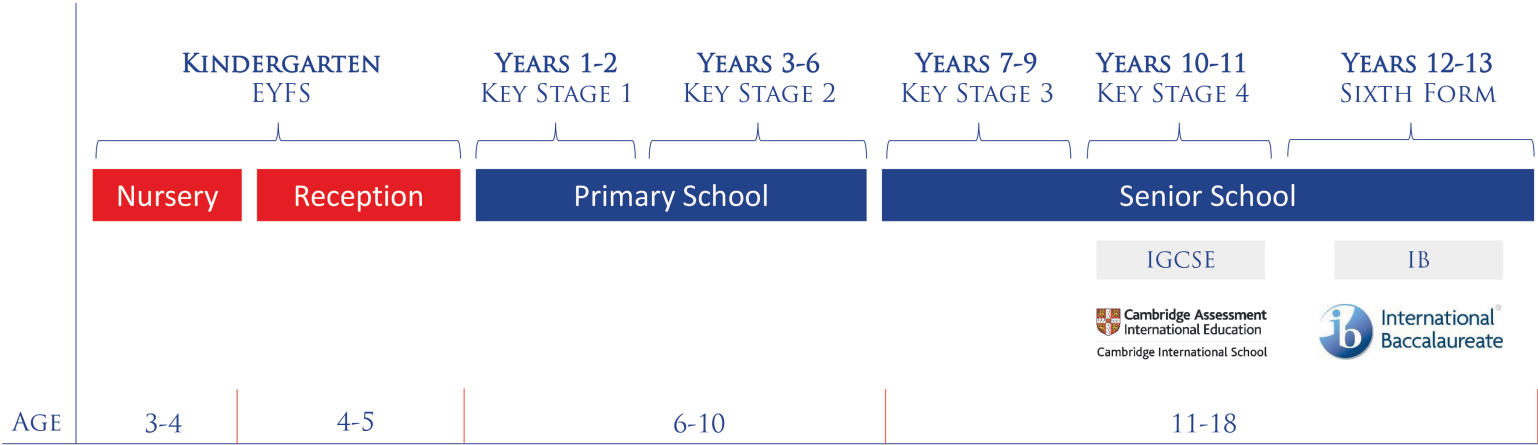 KINDERGARTEN
EYFS
YEARS 1-2
KEY STAGE 1
YEARS 3-6
KEY STAGE 2
YEARS 7-9
KEY STAGE 3
YEARS 10-11
KEY STAGE 4
YEARS 12-13
SIXTH FORM
Nursery
Reception
Primary School
Senior School
IGCSE
IB
Cambridge Assessment
International Education
Cambridge International School
ib
International
Baccalaureate®
AGE
3-4
4-5
6-10
11-18